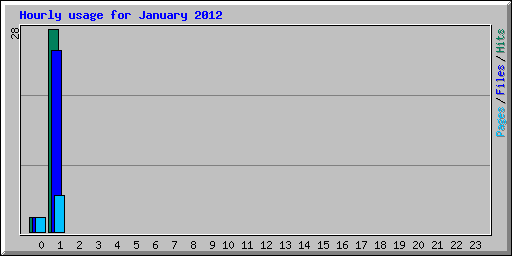 Hourly usage for January 2012
28
Pages/Files/Hits
0 1 2 3 4 5 6 7 8 9 10 11 12 13 14 15 16 17 18 19 20 21 22 23